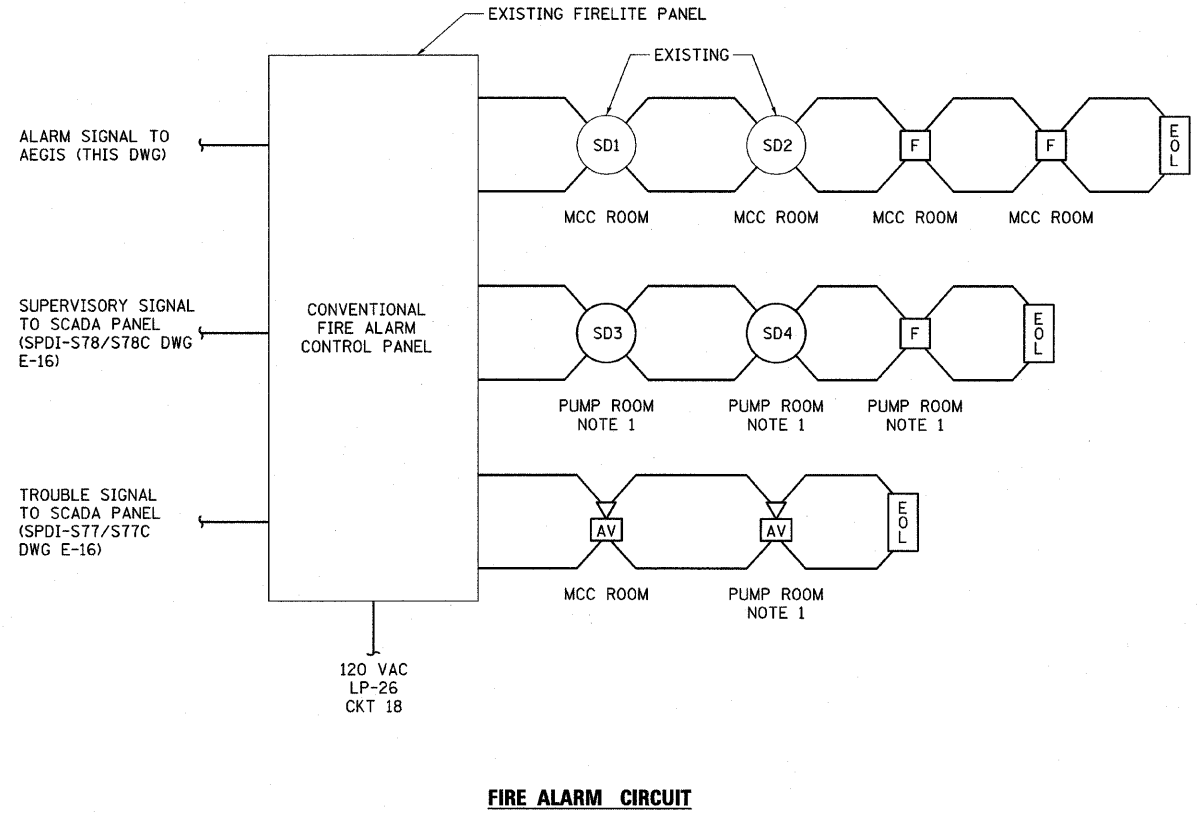 EXISTING FIRELITE PANEL
EXISTING
ALARM SIGNAL TO
AEGIS (THIS DWG)
SD1
SD2
F
F
EOL
MCC ROOM
MCC ROOM
MCC ROOM
MCC ROOM
SUPERVISORY SIGNAL
TO SCADA PANEL
(SPDI-S78/S78C DWG
E-16)
CONVENTIONAL
FIRE ALARM
CONTROL PANEL
SD3
SD4
F
EOL
PUMP ROOM
NOTE 1
PUMP ROOM
NOTE 1
PUMP ROOM
NOTE 1
TROUBLE SIGNAL
TO SCADA PANEL
(SPDI-S77/S77C
DWG E-16)
AV
AV
EOL
MCC ROOM
PUMP ROOM
NOTE 1
120 VAC
LP-26
CKT 18
FIRE ALARM CIRCUIT